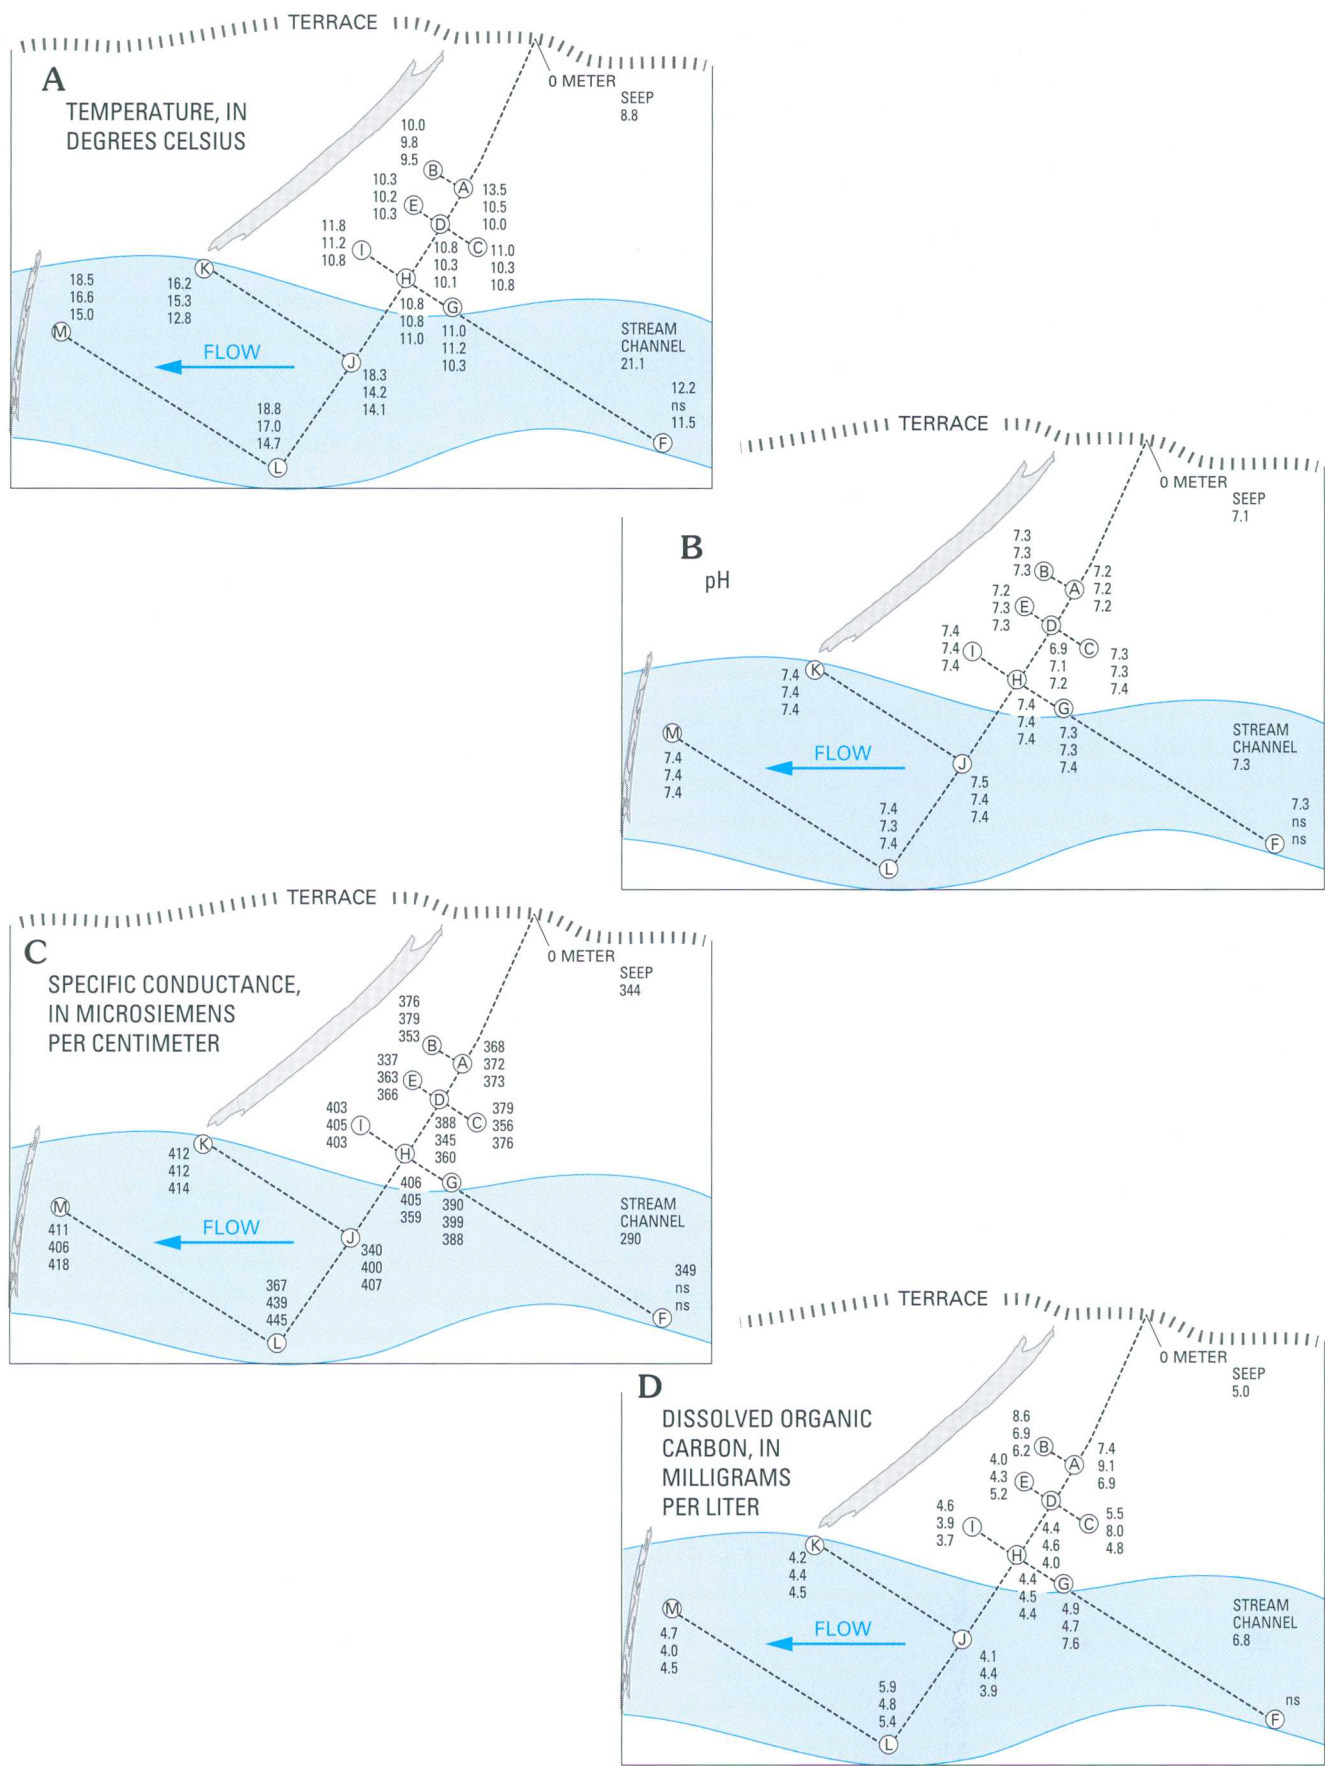 TERRACE
A
TEMPERATURE, IN
DEGREES CELSIUS
0 METER
SEEP
8.8
10.0
9.8
9.5
B
A
13.5
10.5
10.0
10.3
10.2
10.3
E
D
10.8
10.3
10.1
C
11.0
10.3
10.8
11.8
11.2
10.8
I
H
10.8
10.8
11.0
G
11.0
11.2
10.3
K
16.2
15.3
12.8
18.5
16.6
15.0
M
FLOW
J
18.3
14.2
14.1
18.8
17.0
14.7
L
STREAM
CHANNEL
21.1
12.2
ns
11.5
F
TERRACE
B
pH
0 METER
SEEP
7.1
7.3
7.3
7.3
B
A
7.2
7.2
7.2
7.2
7.3
7.3
E
D
6.9
7.1
7.2
C
7.3
7.3
7.4
7.4
7.4
7.4
I
H
7.4
7.4
7.4
G
7.3
7.3
7.4
K
7.4
7.4
7.4
M
7.4
7.4
7.4
FLOW
J
7.5
7.4
7.4
7.4
7.3
7.4
L
STREAM
CHANNEL
7.3
7.3
ns
ns
F
TERRACE
C
SPECIFIC CONDUCTANCE,
IN MICROSIEMENS
PER CENTIMETER
0 METER
SEEP
344
376
379
353
B
A
368
372
373
337
363
366
E
D
388
345
360
C
379
356
376
403
405
403
I
H
406
405
359
G
390
399
388
K
412
412
414
M
411
406
418
FLOW
J
340
400
407
367
439
445
L
STREAM
CHANNEL
290
349
ns
ns
F
TERRACE
D
DISSOLVED ORGANIC
CARBON, IN
MILLIGRAMS
PER LITER
0 METER
SEEP
5.0
8.6
6.9
6.2
B
A
7.4
9.1
6.9
4.0
4.3
5.2
E
D
4.4
4.6
4.0
C
5.5
8.0
4.8
4.6
3.9
3.7
I
H
4.4
4.5
4.4
G
4.9
4.7
7.6
K
4.2
4.4
4.5
M
4.7
4.0
4.5
FLOW
J
4.1
4.4
3.9
5.9
4.8
5.4
L
STREAM
CHANNEL
6.8
ns
F